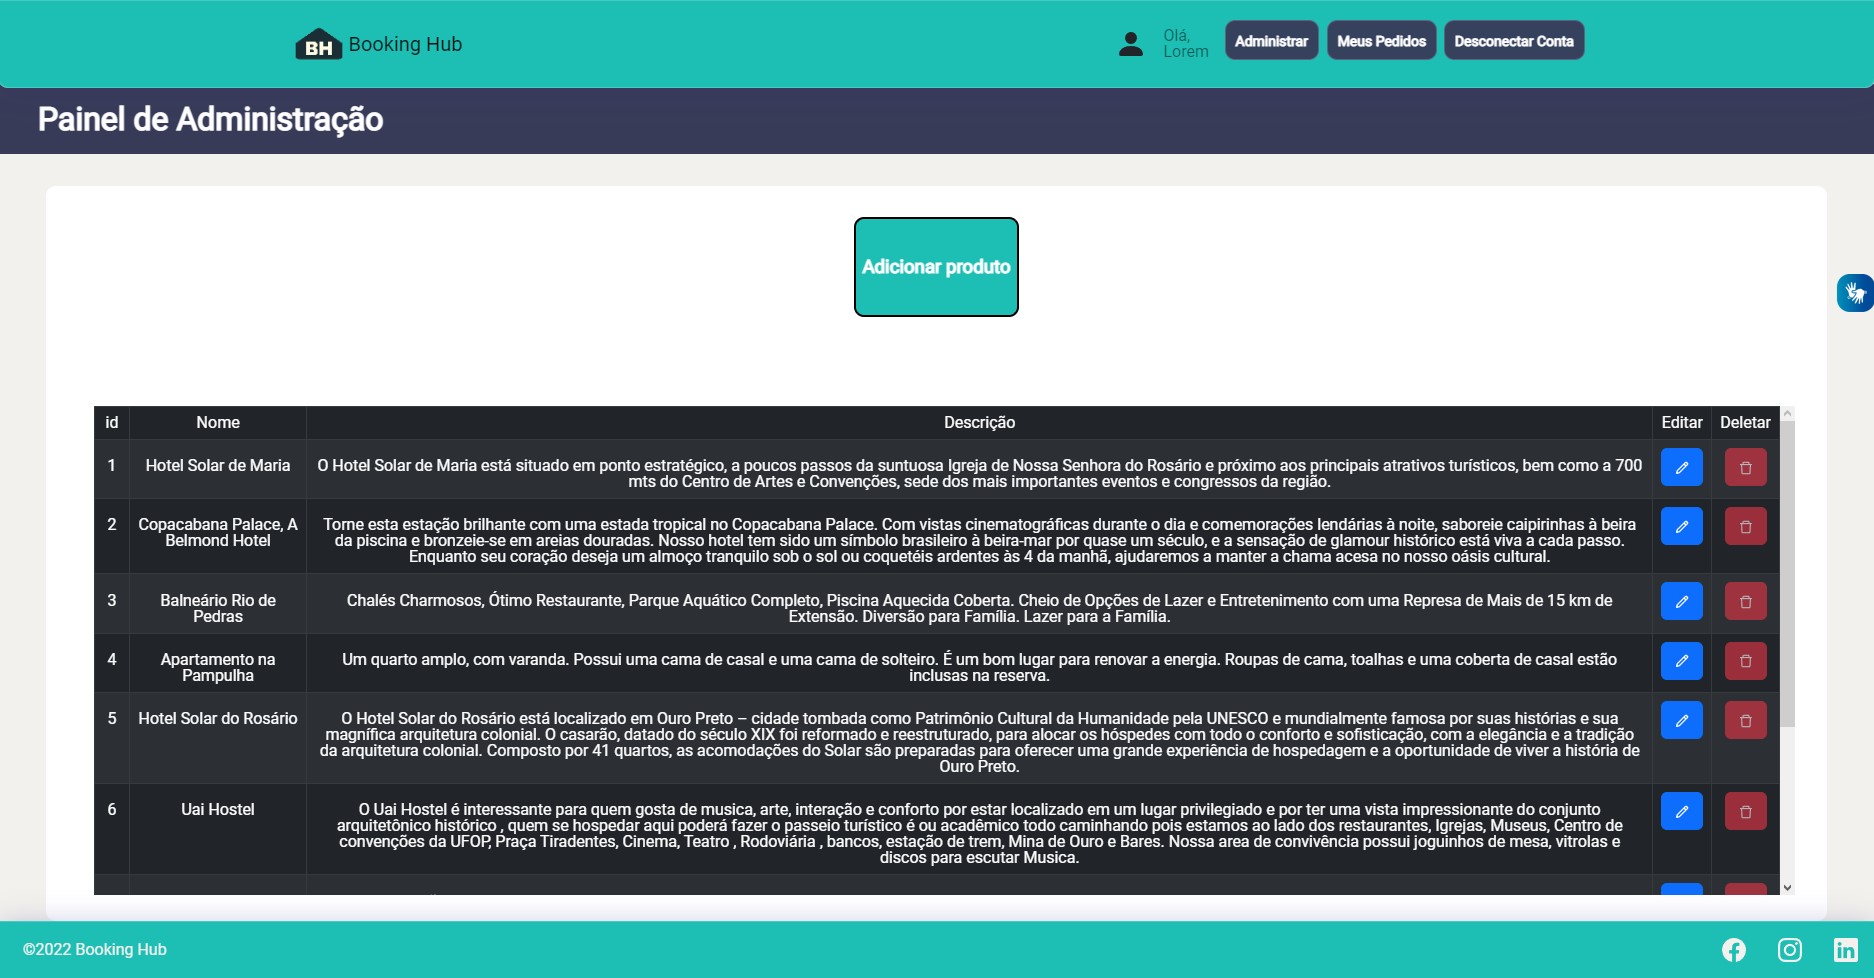 BH Booking Hub
Olá,
Lorem
Administrar
Meus Pedidos
Desconectar Conta
Painel de Administração
Adicionar produto
id Nome Descrição Editar Deletar
1 Hotel Solar de Maria
O Hotel Solar de Maria está situado em ponto estratégico, a poucos passos da suntuosa Igreja de Nossa Senhora do Rosário e próximo aos principais atrativos turísticos, bem como a 700
mts do Centro de Artes e Convenções, sede dos mais importantes eventos e congressos da região.
2 Copacabana Palace, A
Belmond Hotel
Torne esta estação brilhante com uma estada tropical no Copacabana Palace. Com vistas cinematográficas durante o dia e comemorações lendárias à noite, saboreie caipirinhas à beira
da piscina e bronzeie-se em areias douradas. Nosso hotel tem sido um símbolo brasileiro à beira-mar por quase um século, e a sensação de glamour histórico está viva a cada passo.
Enquanto seu coração deseja um almoço tranquilo sob o sol ou coquetéis ardentes às 4 da manhã, ajudaremos a manter a chama acesa no nosso oásis cultural.
3 Balneário Rio de
Pedras
Chalés Charmosos, Ótimo Restaurante, Parque Aquático Completo, Piscina Aquecida Coberta. Cheio de Opções de Lazer e Entretenimento com uma Represa de Mais de 15 km de
Extensão. Diversão para Família. Lazer para a Família.
4 Apartamento na
Pampulha
Um quarto amplo, com varanda. Possui uma cama de casal e uma cama de solteiro. É um bom lugar para renovar a energia. Roupas de cama, toalhas e uma coberta de casal estão
inclusas na reserva.
5 Hotel Solar do Rosário
O Hotel Solar do Rosário está localizado em Ouro Preto – cidade tombada como Patrimônio Cultural da Humanidade pela UNESCO e mundialmente famosa por suas histórias e sua
magnífica arquitetura colonial. O casarão, datado do século XIX foi reformado e reestruturado, para alocar os hóspedes com todo o conforto e sofisticação, com a elegância e a tradição
da arquitetura colonial. Composto por 41 quartos, as acomodações do Solar são preparadas para oferecer uma grande experiência de hospedagem e a oportunidade de viver a história de
Ouro Preto.
6 Uai Hostel
O Uai Hostel é interessante para quem gosta de musica, arte, interação e conforto por estar localizado em um lugar privilegiado e por ter uma vista impressionante do conjunto
arquitetônico histórico , quem se hospedar aqui poderá fazer o passeio turístico é ou acadêmico todo caminhando pois estamos ao lado dos restaurantes, Igrejas, Museus, Centro de
convenções da UFOP, Praça Tiradentes, Cinema, Teatro , Rodoviária , bancos, estação de trem, Mina de Ouro e Bares. Nossa area de convivência possui joguinhos de mesa, vitrolas e
discos para escutar Musica.
©2022 Booking Hub